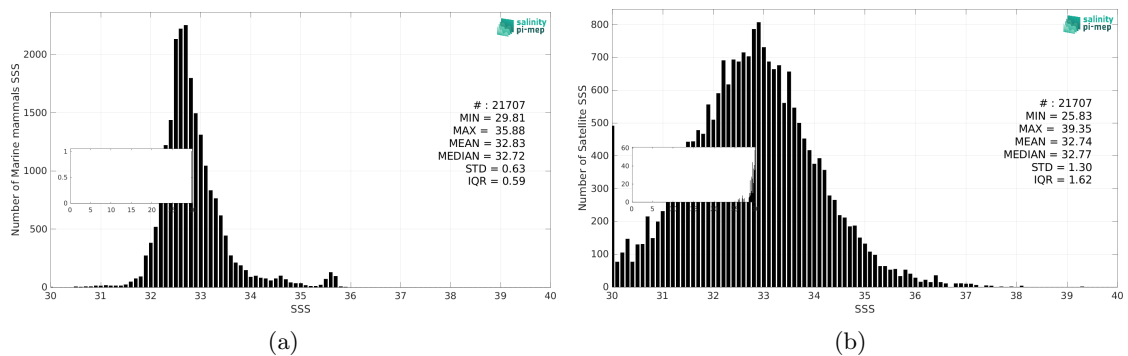 salinity
pi-mep
Number of Marine mammals SSS
2000
1500
1000
500
0
# : 21707
MIN = 29.81
MAX = 35.88
MEAN = 32.83
MEDIAN = 32.72
STD = 0.63
IQR = 0.59
1
0.5
0
0 5 10 15 20 25
30 31 32 33 34 35 36 37 38 39 40
SSS
(a)
salinity
pi-mep
Number of Satellite SSS
800
700
600
500
400
300
200
100
0
# : 21707
MIN = 25.83
MAX = 39.35
MEAN = 32.74
MEDIAN = 32.77
STD = 1.30
IQR = 1.62
60
40
20
0
0 5 10 15 20
30 31 32 33 34 35 36 37 38 39 40
SSS
(b)